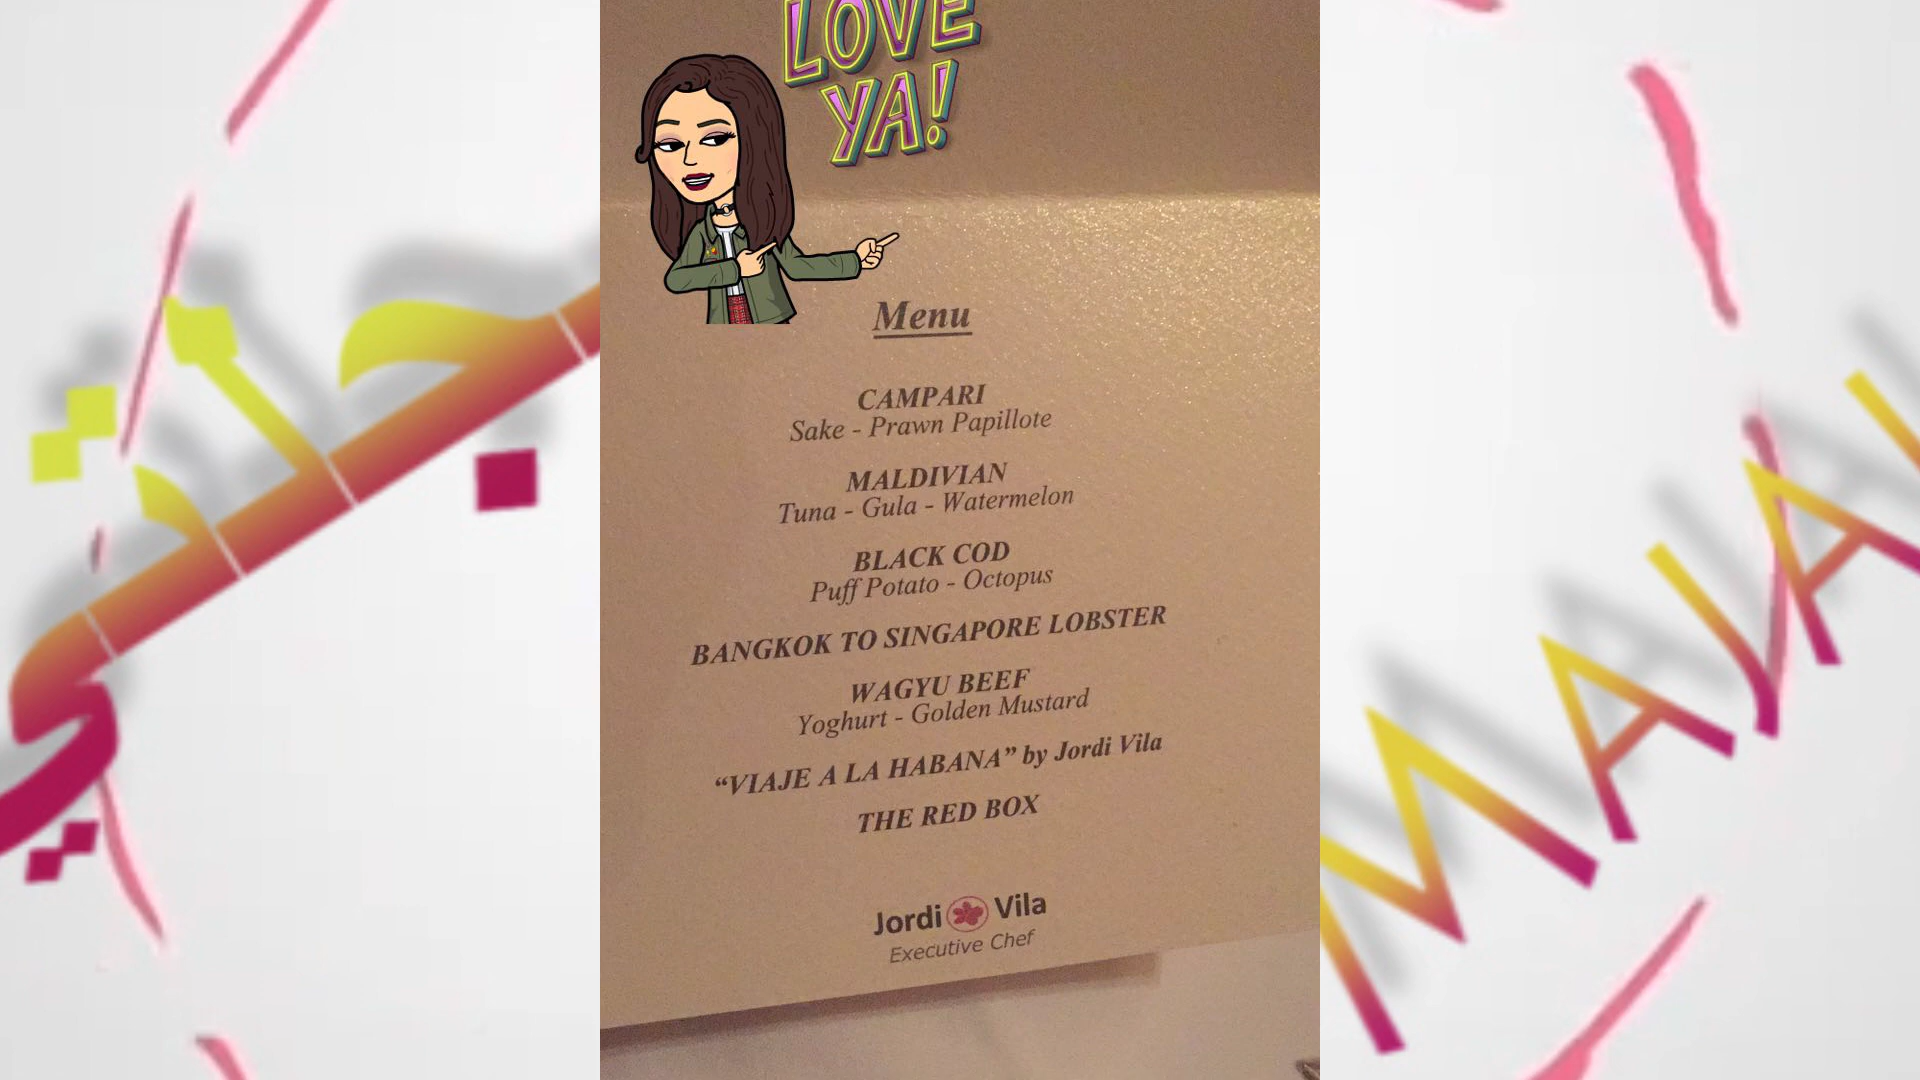 LOVE
YA!
Menu
CAMPARI
Sake - Prawn Papillote
MALDIVIAN
Tuna - Gula - Watermelon
BLACK COD
Puff Potato - Octopus
BANGKOK TO SINGAPORE LOBSTER
WAGYU BEEF
Yoghurt - Golden Mustard
“VIAJE A LA HABANA” by Jordi Vila
THE RED BOX
Jordi Vila
Executive Chef